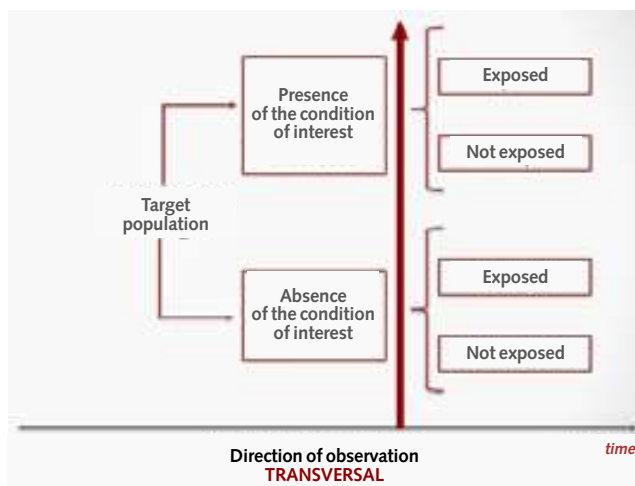 Presence
of the condition
of interest
Exposed
Not exposed
Target
population
Absence
of the condition
of interest
Exposed
Not exposed
time
Direction of observation
TRANSVERSAL